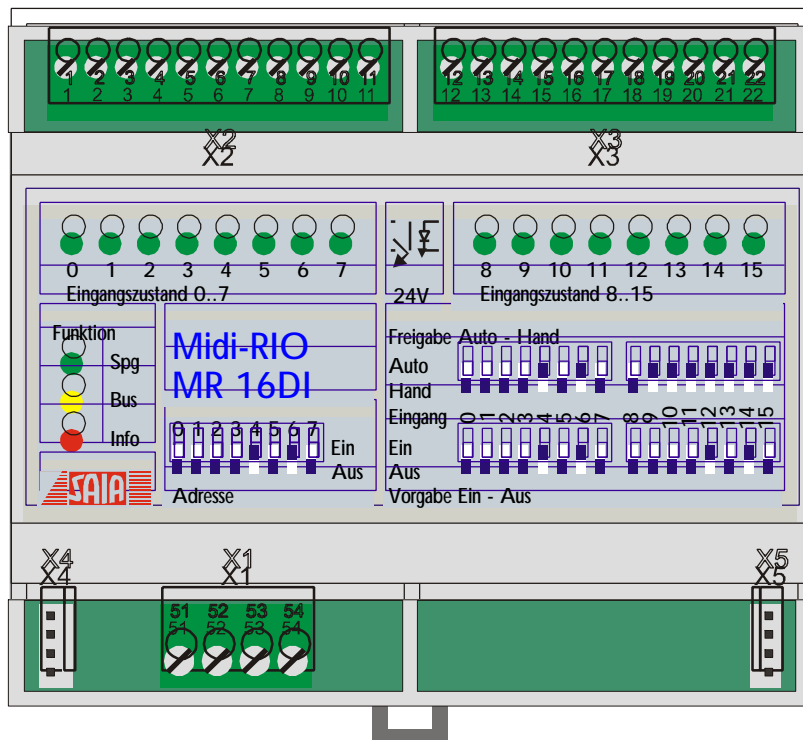 1 2 3 4 5 6 7 8 9 10 11
1 2 3 4 5 6 7 8 9 10 11
12 13 14 15 16 17 18 19 20 21 22
12 13 14 15 16 17 18 19 20 21 22
X2
X2
X3
X3
0 1 2 3 4 5 6 7
Eingangszustand 0..7
24V
8 9 10 11 12 13 14 15
Eingangszustand 8..15
Funktion
Spg
Bus
Info
Midi-RIO
MR 16DI
0 1 2 3 4 5 6 7
Ein
Aus
Adresse
Freigabe Auto - Hand
Auto
Hand
Eingang 0 1 2 3 4 5 6 7 8 9 10 11 12 13 14 15
Ein
Aus
Vorgabe Ein - Aus
SAIA
X4
X4
X1
X1
X5
X5
51 52 53 54
51 52 53 54